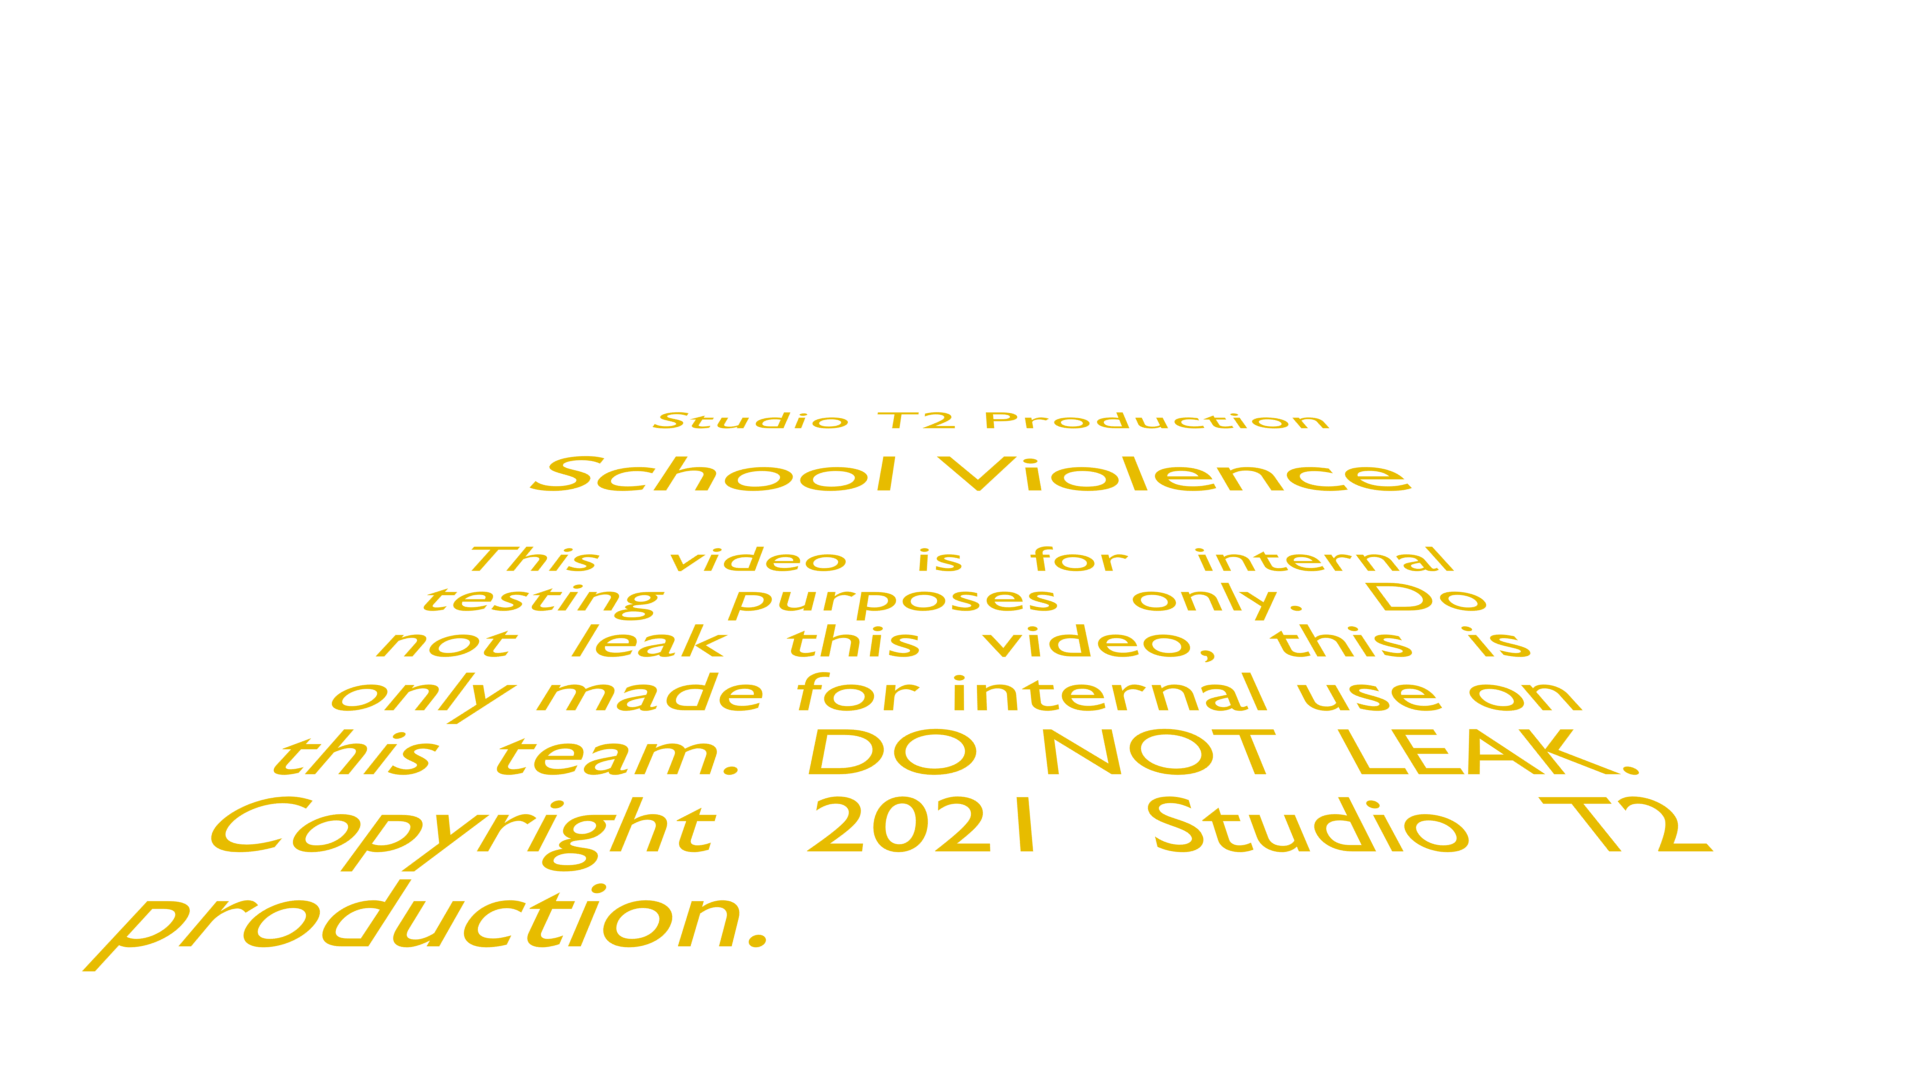 Studio T2 Production
School Violence
This video is for internal
testing purposes only. Do
not leak this video, this is
only made for internal use on
this team. DO NOT LEAK.
Copyright 2021 Studio T2
production.